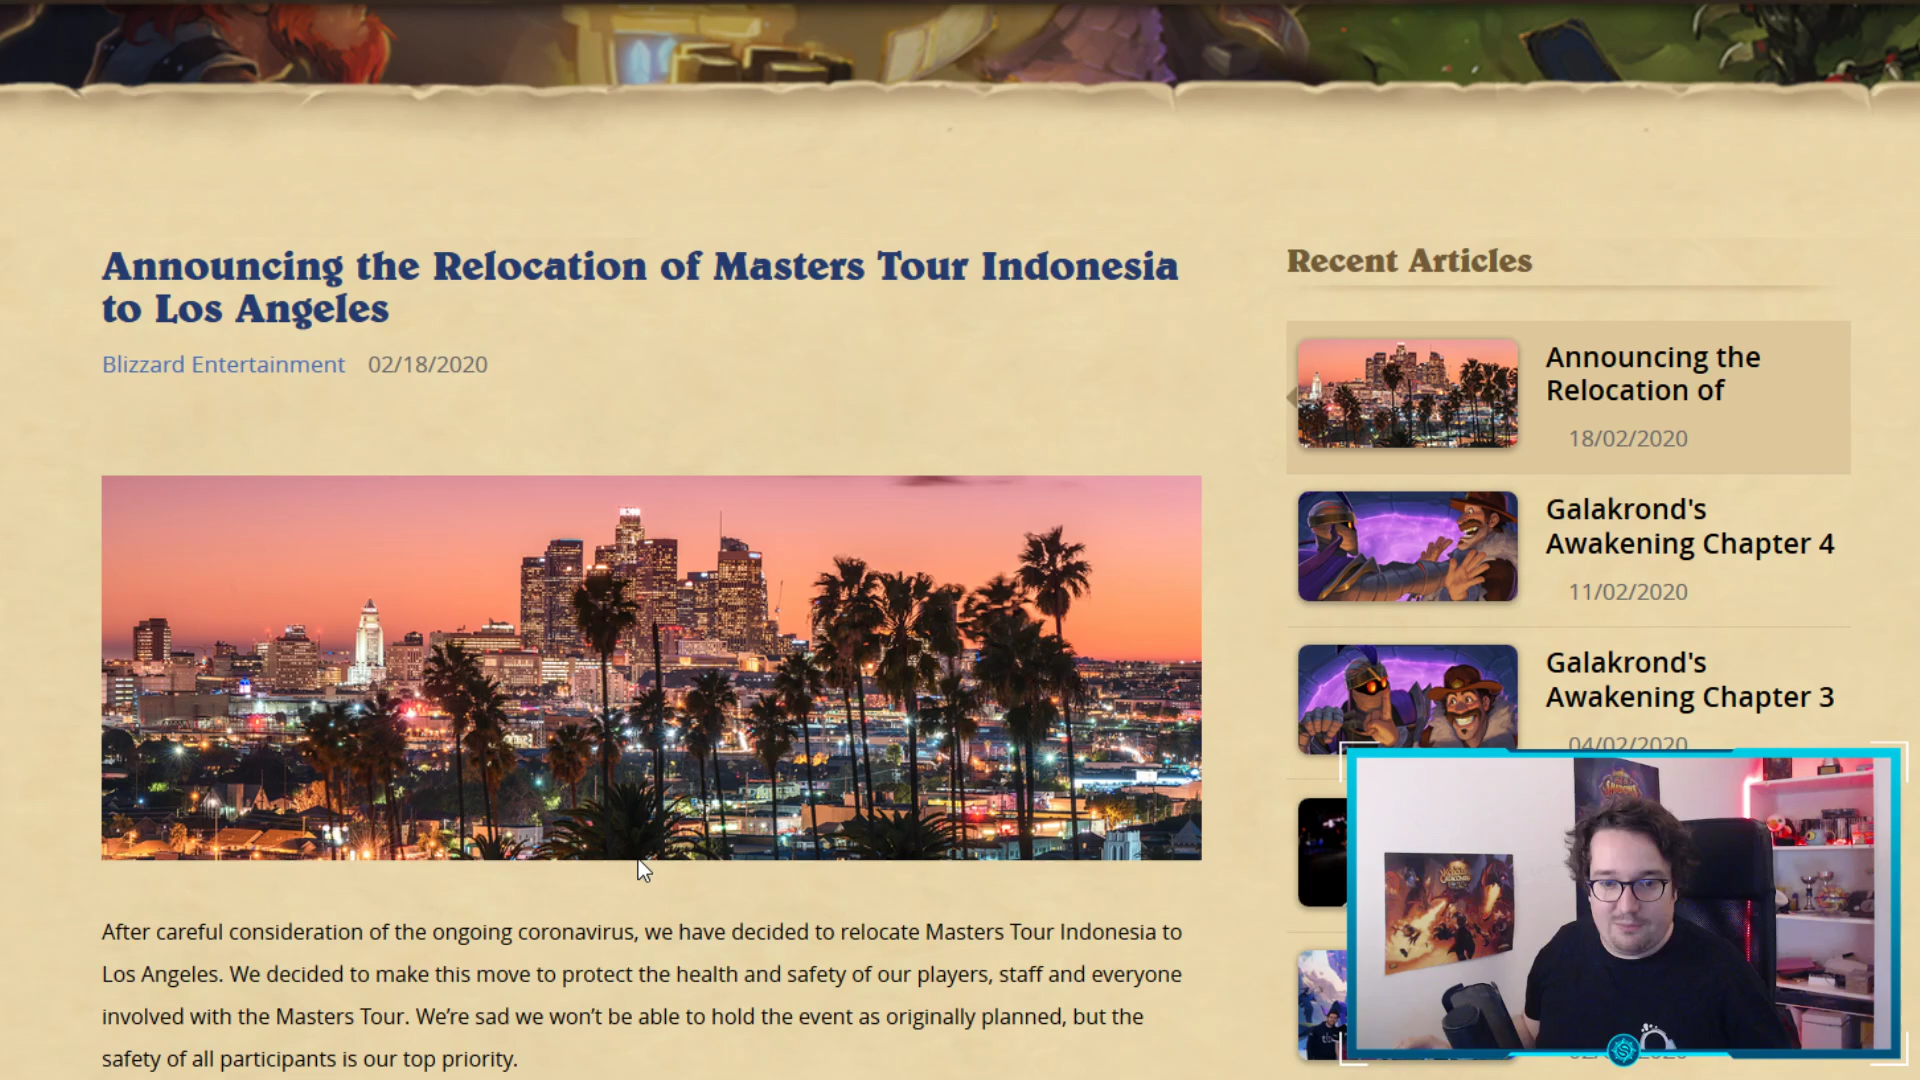 Announcing the Relocation of Masters Tour Indonesia
to Los Angeles
Blizzard Entertainment 02/18/2020
After careful consideration of the ongoing coronavirus, we have decided to relocate Masters Tour Indonesia to
Los Angeles. We decided to make this move to protect the health and safety of our players, staff and everyone
involved with the Masters Tour. We’re sad we won’t be able to hold the event as originally planned, but the
safety of all participants is our top priority.
Recent Articles
Announcing the
Relocation of
18/02/2020
Galakrond's
Awakening Chapter 4
11/02/2020
Galakrond's
Awakening Chapter 3
04/02/2020